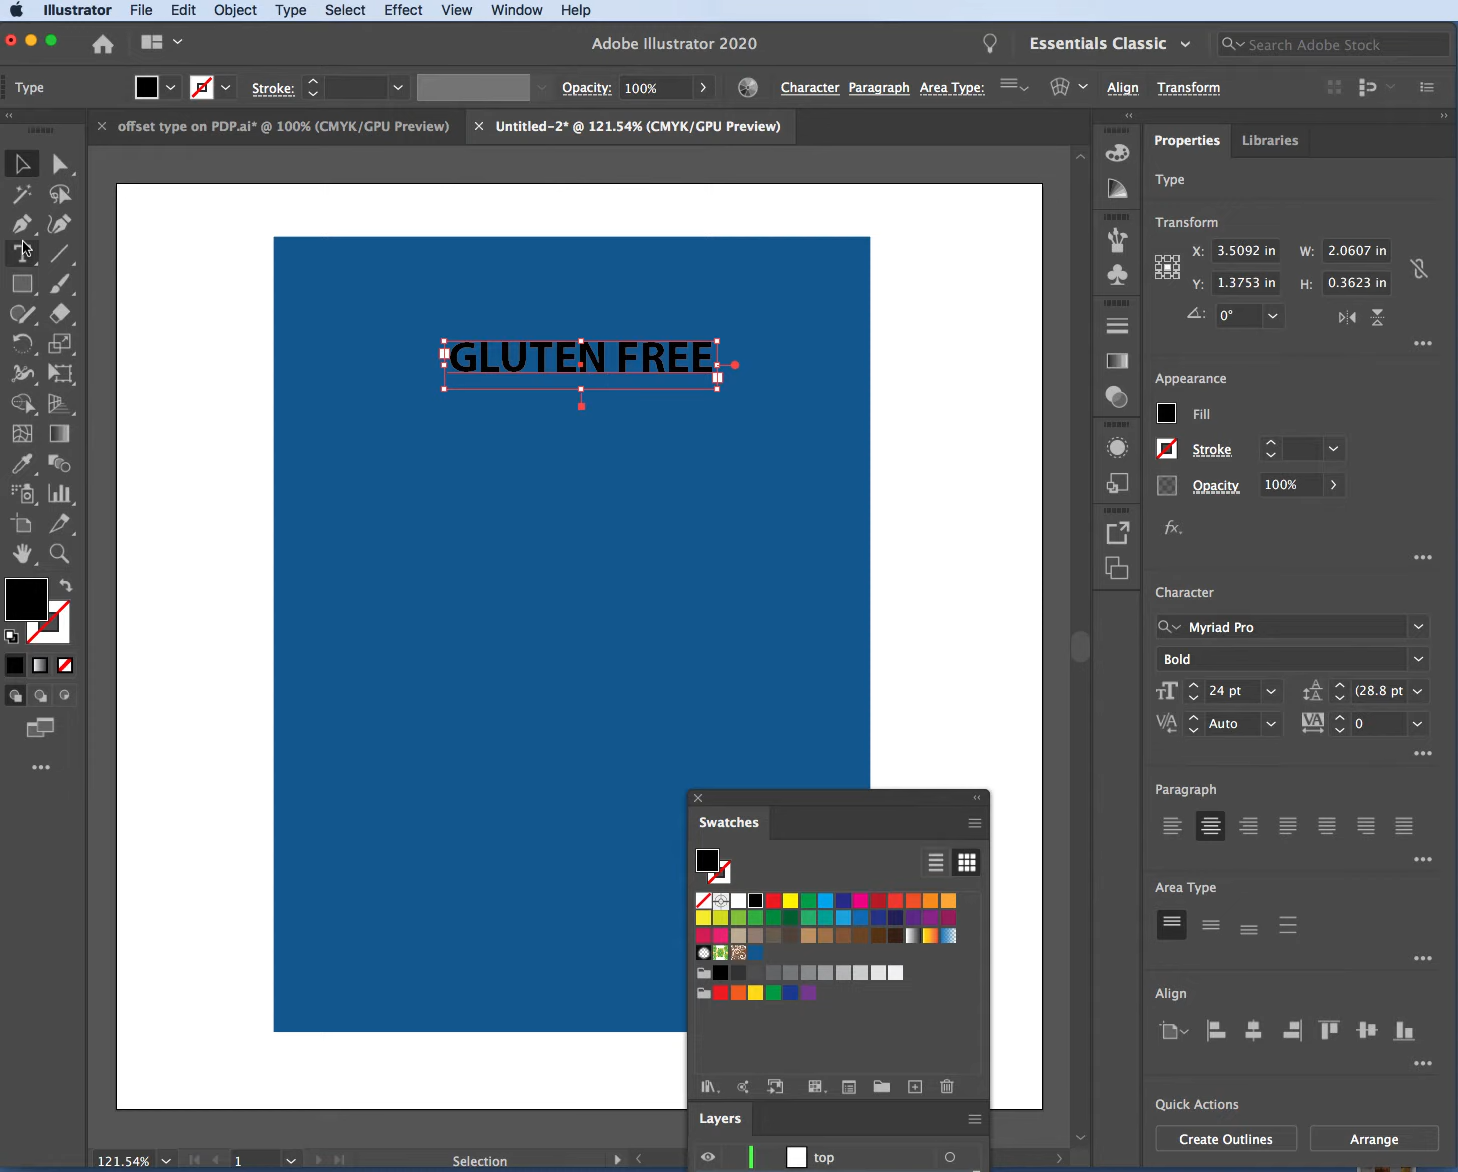 Illustrator File Edit Object Type Select Effect View Window Help
Adobe Illustrator 2020
Essentials Classic
Search Adobe Stock
Type
Stroke:
Opacity: 100%
Character Paragraph Area Type:
Align Transform
offset type on PDP.ai* @ 100% (CMYK/GPU Preview)
Untitled-2* @ 121.54% (CMYK/GPU Preview)
GLUTEN FREE
Properties Libraries
Type
Transform
X: 3.5092 in W: 2.0607 in
Y: 1.3753 in H: 0.3623 in
0°
Appearance
Fill
Stroke
Opacity 100%
fx.
Character
Myriad Pro
Bold
24 pt (28.8 pt
Auto 0
Paragraph
Area Type
Align
Quick Actions
Create Outlines Arrange
Swatches
Layers
top
121.54% 1 Selection